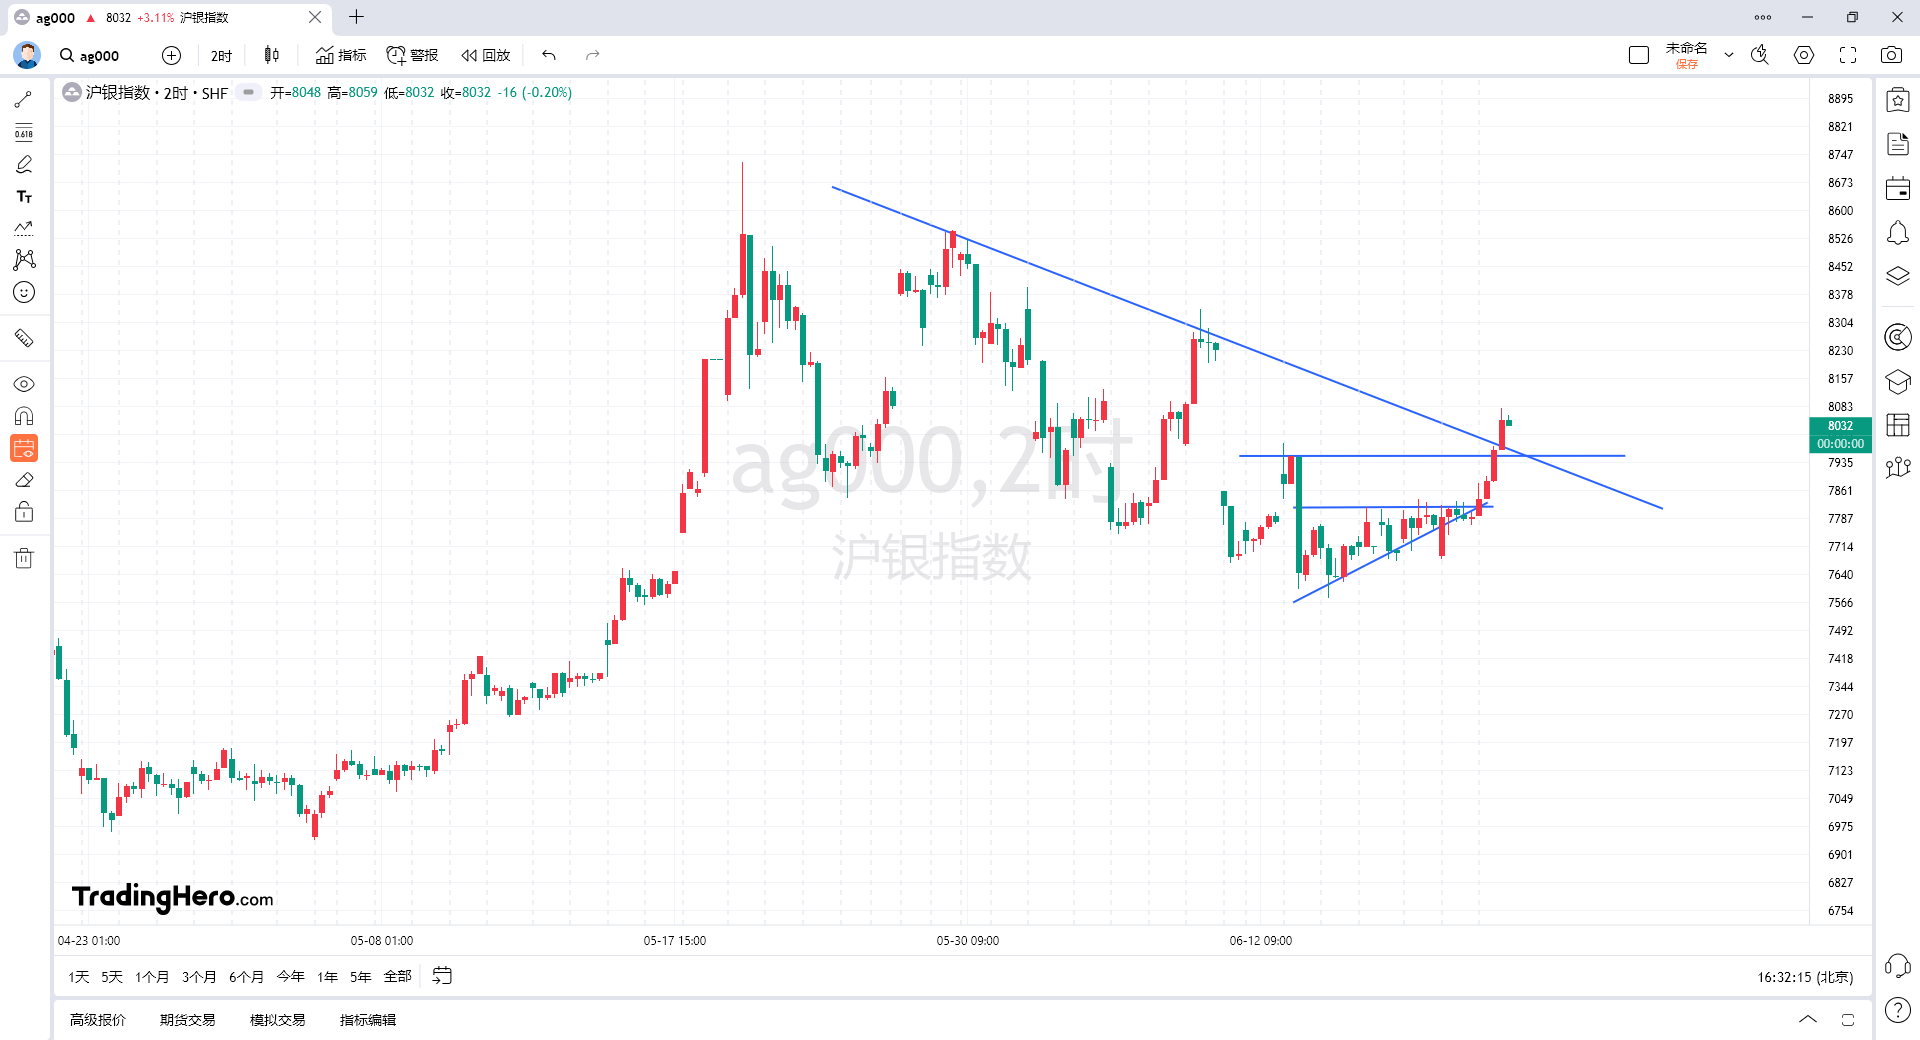 ag000 ▲ 8032 +3.11% 沪银指数
ag000 2时 指标 警报 回放 未命名
保存
沪银指数 • 2时 • SHF 开=8048 高=8059 低=8032 收=8032 -16 (-0.20%)
0.618
TT
ag000,2时
沪银指数
8895
8821
8747
8673
8600
8526
8452
8378
8304
8230
8157
8083
8032
00:00:00
7935
7861
7787
7714
7640
7566
7492
7418
7344
7270
7197
7123
7049
6975
6901
6827
6754
TradingHero.com
04-23 01:00 05-08 01:00 05-17 15:00 05-30 09:00 06-12 09:00
1天 5天 1个月 3个月 6个月 今年 1年 5年 全部 16:32:15 (北京)
高级报价 期货交易 模拟交易 指标编辑